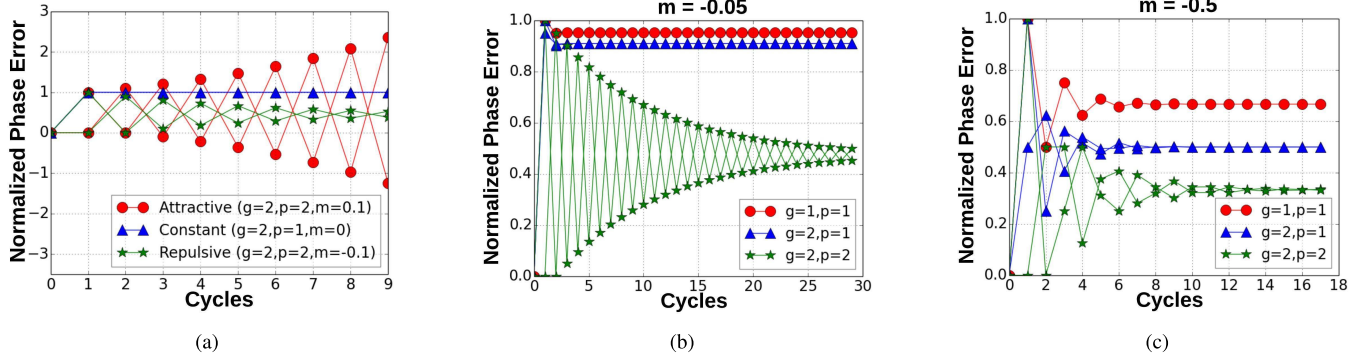 Normalized Phase Error
3
2
1
0
−1
−2
−3
0 1 2 3 4 5 6 7 8 9
Cycles
Attractive (g=2,p=2,m=0.1)
Constant (g=2,p=1,m=0)
Repulsive (g=2,p=2,m=-0.1)
(a)
m = -0.05
Normalized Phase Error
1.0
0.8
0.6
0.4
0.2
0.0
0 5 10 15 20 25 30
Cycles
g=1,p=1
g=2,p=1
g=2,p=2
(b)
m = -0.5
Normalized Phase Error
1.0
0.8
0.6
0.4
0.2
0.0
0 2 4 6 8 10 12 14 16 18
Cycles
g=1,p=1
g=2,p=1
g=2,p=2
(c)